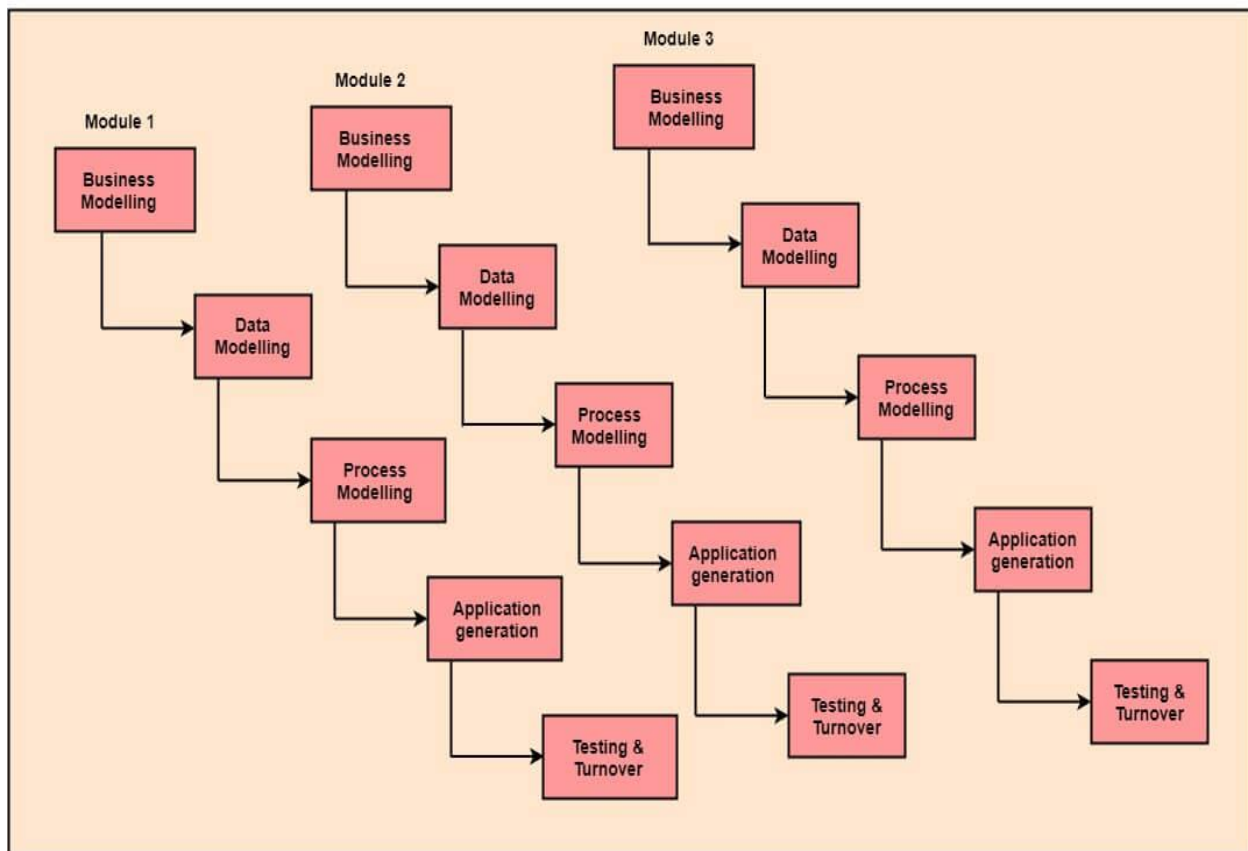 Module 1
Business
Modelling
Data
Modelling
Process
Modelling
Application
generation
Testing &
Turnover
Module 2
Business
Modelling
Data
Modelling
Process
Modelling
Application
generation
Testing &
Turnover
Module 3
Business
Modelling
Data
Modelling
Process
Modelling
Application
generation
Testing &
Turnover